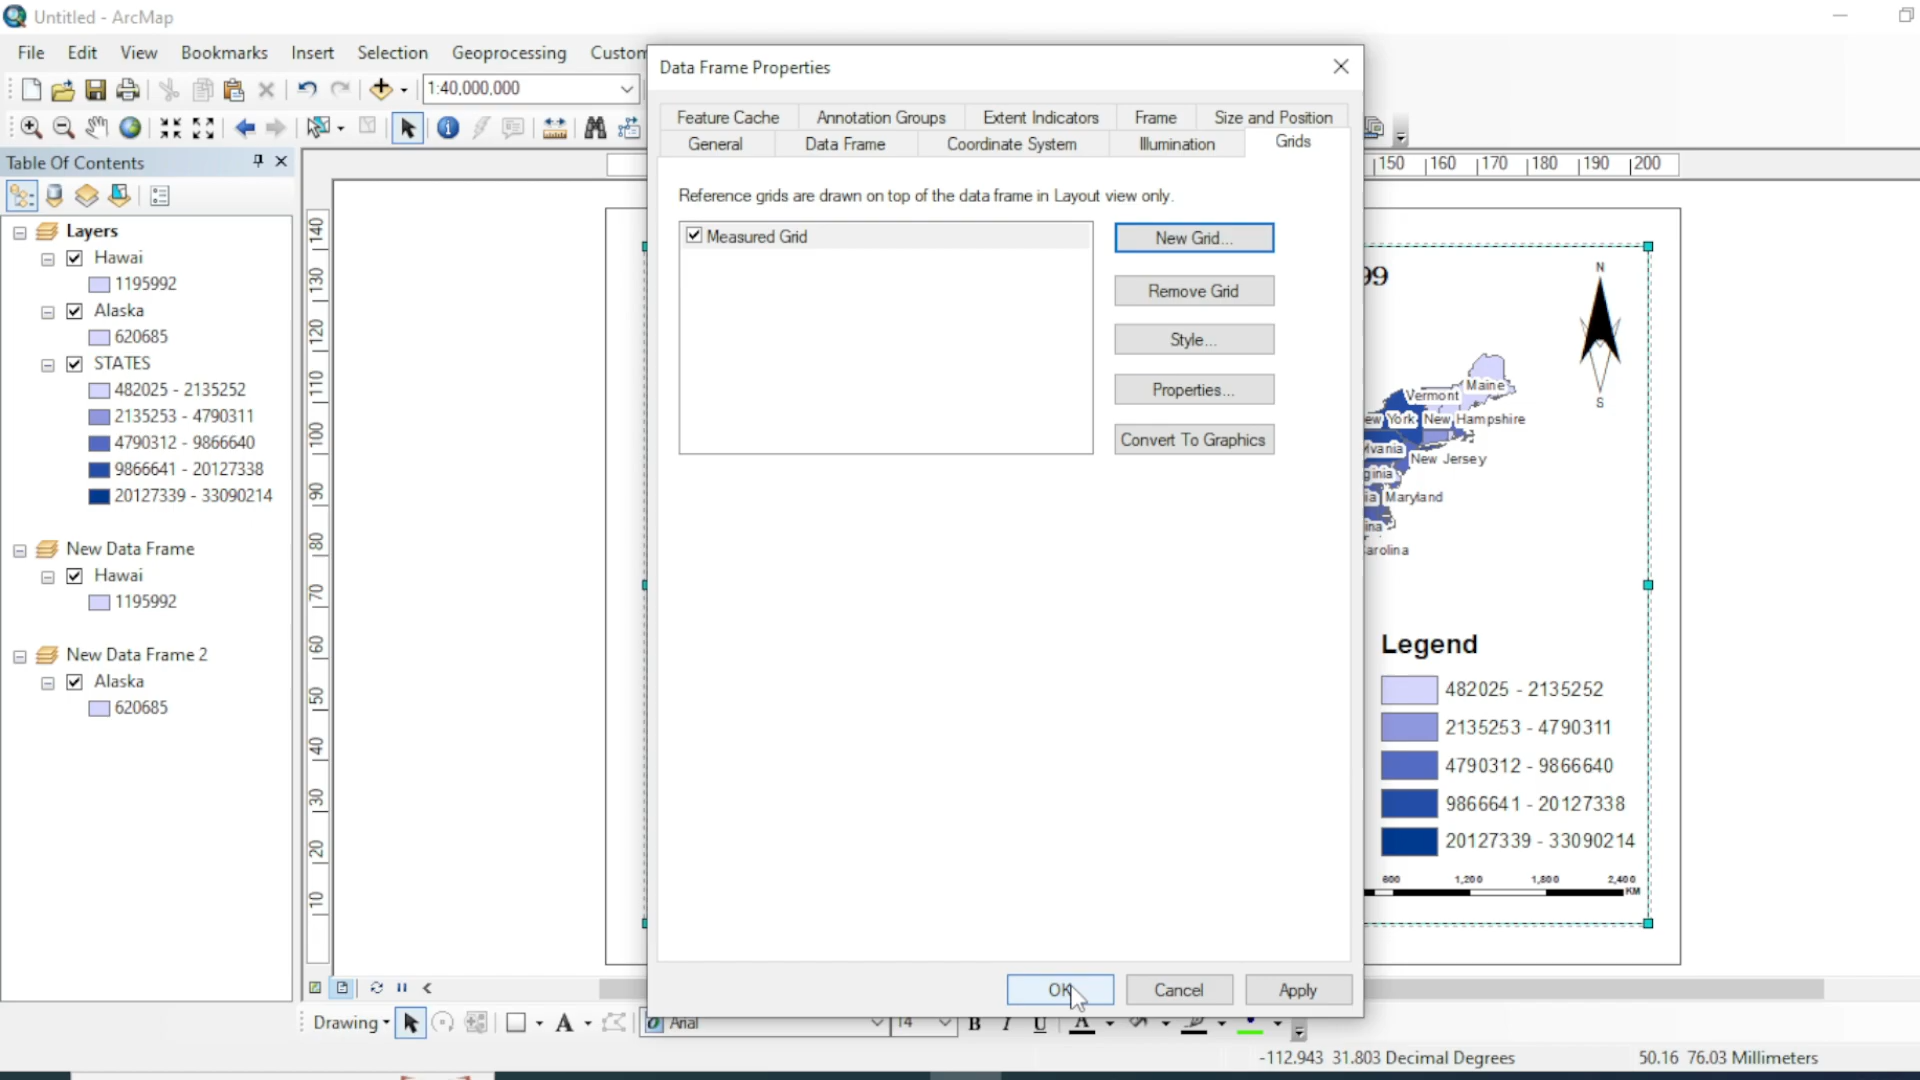 Untitled - ArcMap
File Edit View Bookmarks Insert Selection Geoprocessing Custom
1:40,000,000
Table Of Contents
Layers
Hawai
1195992
Alaska
620685
STATES
482025 - 2135252
2135253 - 4790311
4790312 - 9866640
9866641 - 20127338
20127339 - 33090214
New Data Frame
Hawai
1195992
New Data Frame 2
Alaska
620685
140
130
120
110
100
90
80
70
60
50
40
30
20
10
Data Frame Properties
Feature Cache Annotation Groups Extent Indicators Frame Size and Position
General Data Frame Coordinate System Illumination Grids
Reference grids are drawn on top of the data frame in Layout view only.
Measured Grid
New Grid...
Remove Grid
Style...
Properties...
Convert To Graphics
OK Cancel Apply
150 160 170 180 190 200
99
N
S
Maine
Vermont
ew York New Hampshire
lvania
New Jersey
ginia
ia Maryland
ina
arolina
Legend
482025 - 2135252
2135253 - 4790311
4790312 - 9866640
9866641 - 20127338
20127339 - 33090214
600 1,200 1,800 2,400
KM
Drawing A Arial 14 B I U A
-112.943 31.803 Decimal Degrees 50.16 76.03 Millimeters